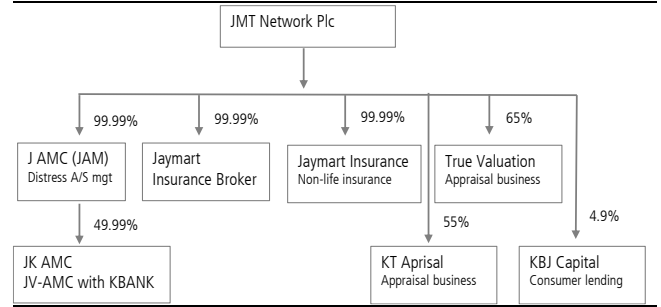 JMT Network Plc
99.99%
99.99%
99.99%
65%
J AMC (JAM)
Distress A/S mgt
Jaymart
Insurance Broker
Jaymart Insurance
Non-life insurance
True Valuation
Appraisal business
49.99%
55%
4.9%
JK AMC
JV-AMC with KBANK
KT Aprisal
Appraisal business
KBJ Capital
Consumer lending